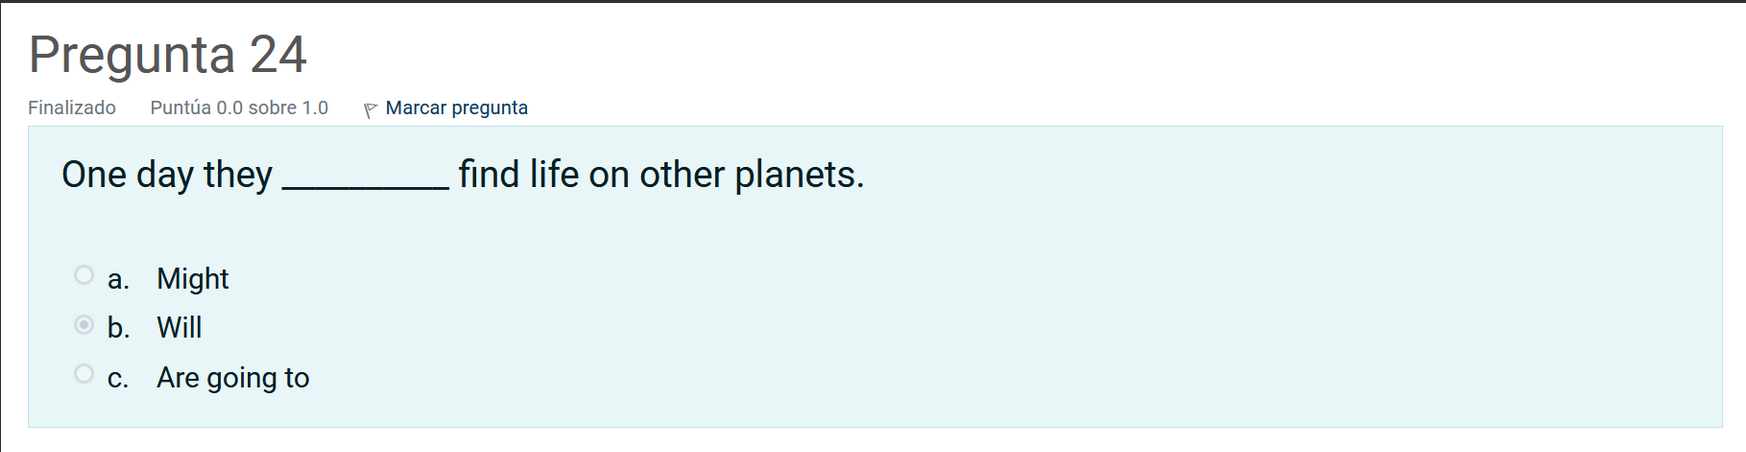 Pregunta 24
Finalizado Puntúa 0.0 sobre 1.0 Marcar pregunta
One day they __________ find life on other planets.
a. Might
b. Will
c. Are going to